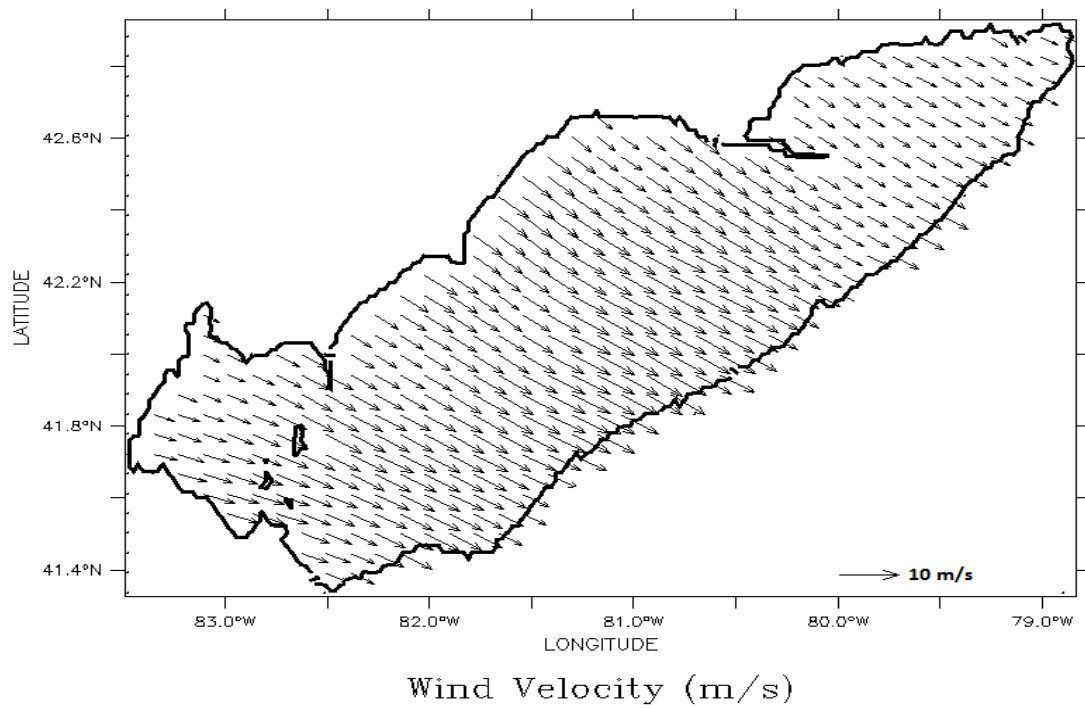 42.6°N
42.2°N
41.8°N
41.4°N
LATITUDE
10 m/s
83.0°W 82.0°W 81.0°W 80.0°W 79.0°W
LONGITUDE
Wind Velocity (m/s)